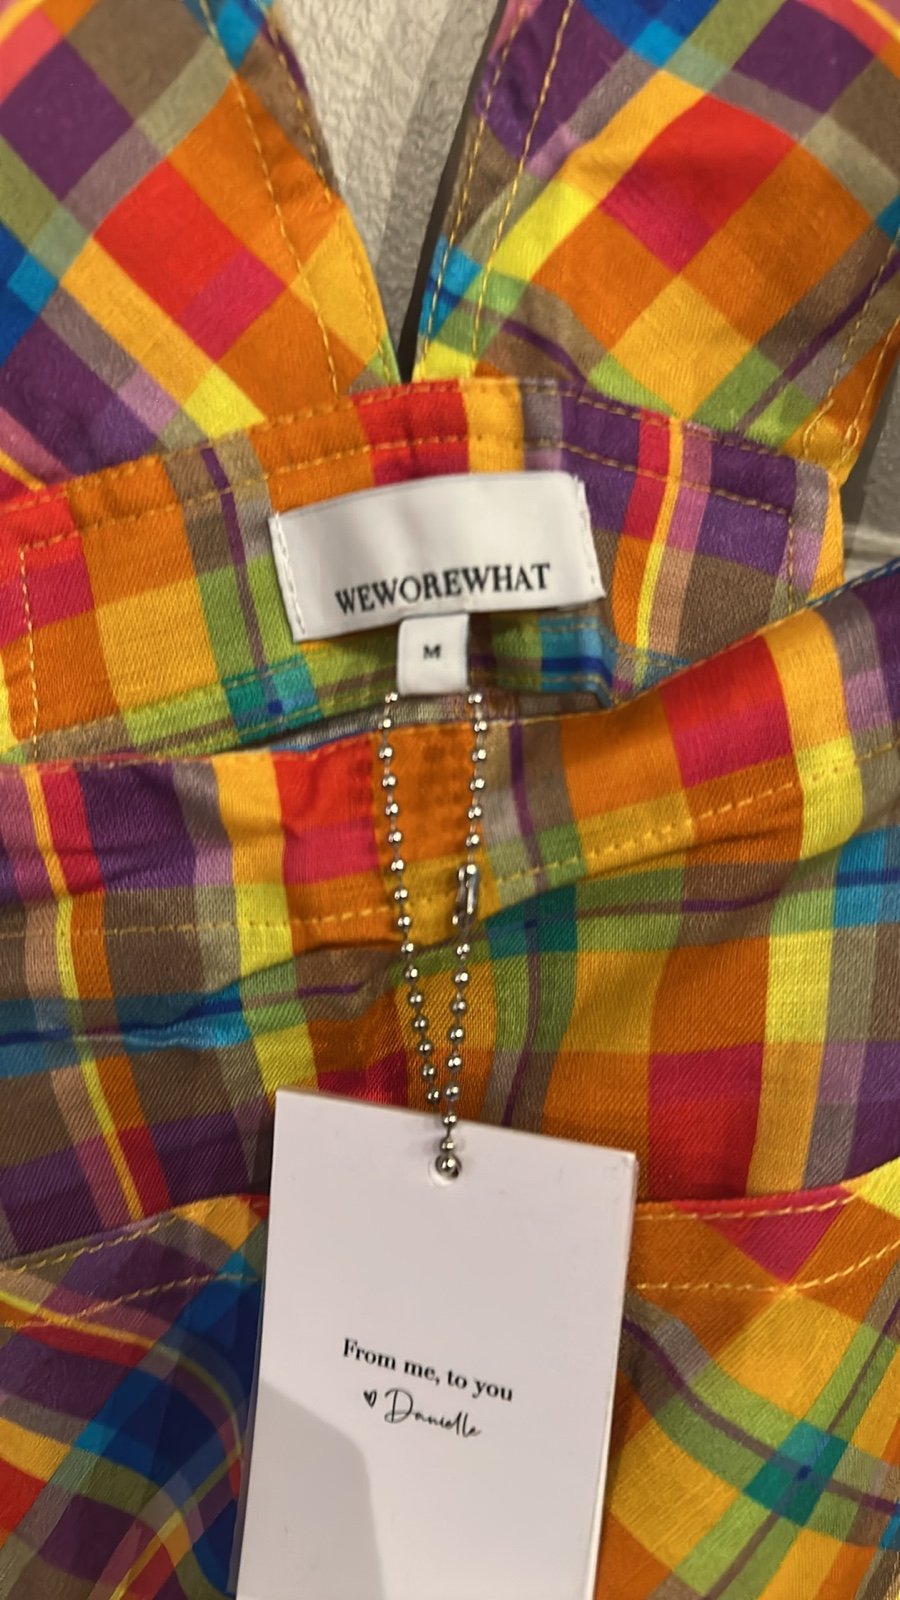 WEWOREWHAT
M
From me, to you
♥ Danielle